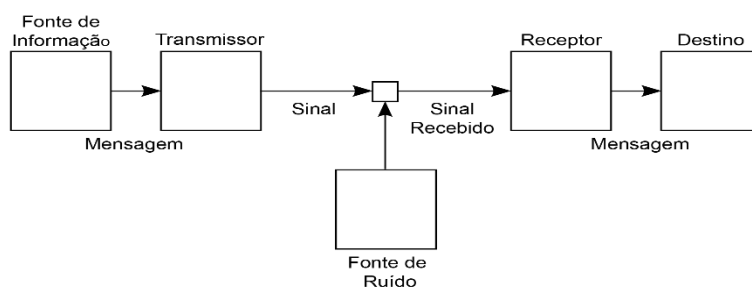 Fonte de
Informação
Transmissor
Receptor
Destino
Sinal
Sinal
Recebido
Mensagem
Mensagem
Fonte de
Ruído